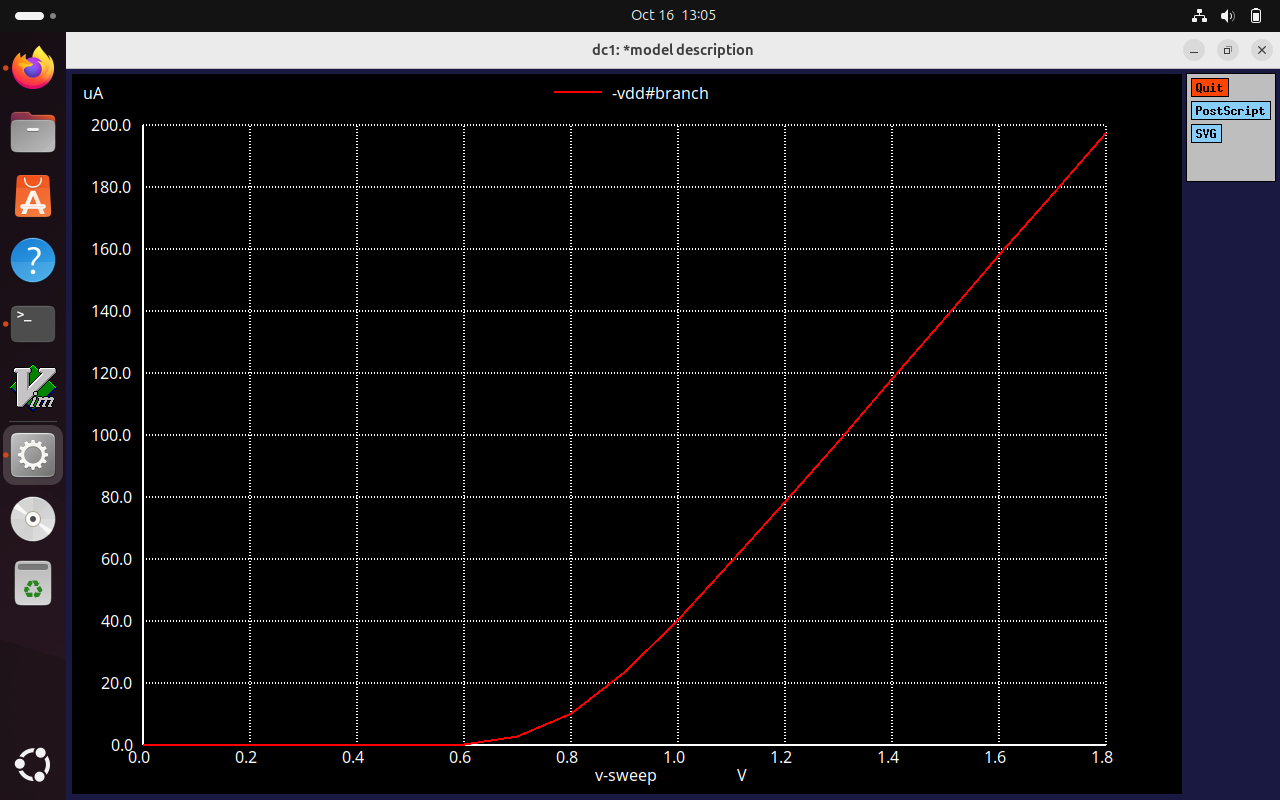 Oct 16 13:05
dc1: *model description
uA
-vdd#branch
Quit
PostScript
SVG
200.0
180.0
160.0
140.0
120.0
100.0
80.0
60.0
40.0
20.0
0.0
0.0 0.2 0.4 0.6 0.8 1.0 1.2 1.4 1.6 1.8
v-sweep V
A
?
>_
Vim